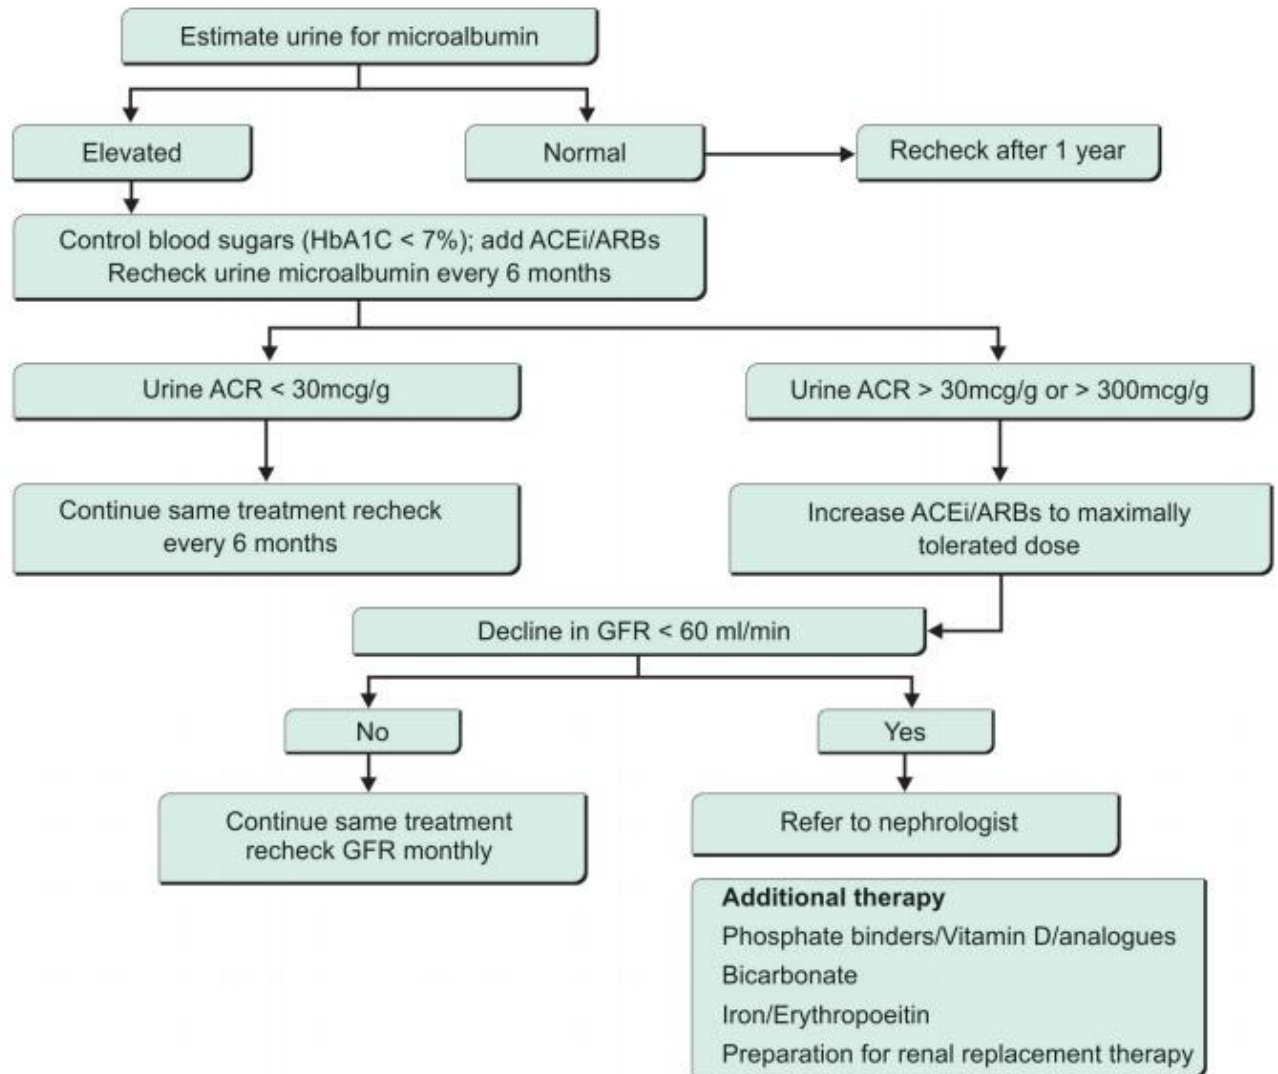 Estimate urine for microalbumin
Elevated
Normal
Recheck after 1 year
Control blood sugars (HbA1C < 7%); add ACEi/ARBs
Recheck urine microalbumin every 6 months
Urine ACR < 30mcg/g
Urine ACR > 30mcg/g or > 300mcg/g
Continue same treatment recheck
every 6 months
Increase ACEi/ARBs to maximally
tolerated dose
Decline in GFR < 60 ml/min
No
Yes
Continue same treatment
recheck GFR monthly
Refer to nephrologist
Additional therapy
Phosphate binders/Vitamin D/analogues
Bicarbonate
Iron/Erythropoeitin
Preparation for renal replacement therapy